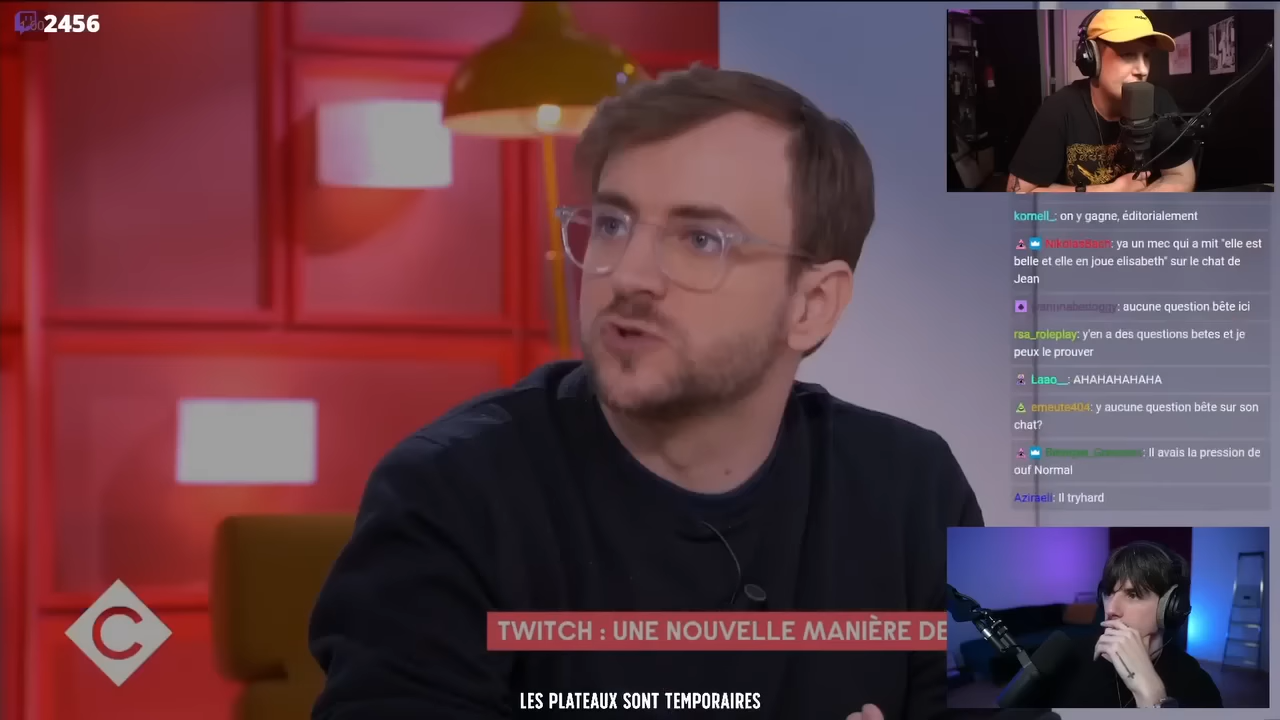 2456
komell_: on y gagne, éditorialement
: ya un mec qui a mit "elle est
belle et elle en joue elisabeth" sur le chat de
Jean
: aucune question bête ici
rsa_roleplay: y'en a des questions betes et je
peux le prouver
Laao__: AHAHAHAHAHA
emeute404: y aucune question bête sur son
chat?
: Il avais la pression de
ouf Normal
Aziraeli: Il tryhard
C
TWITCH : UNE NOUVELLE MANIÈRE DE
LES PLATEAUX SONT TEMPORAIRES